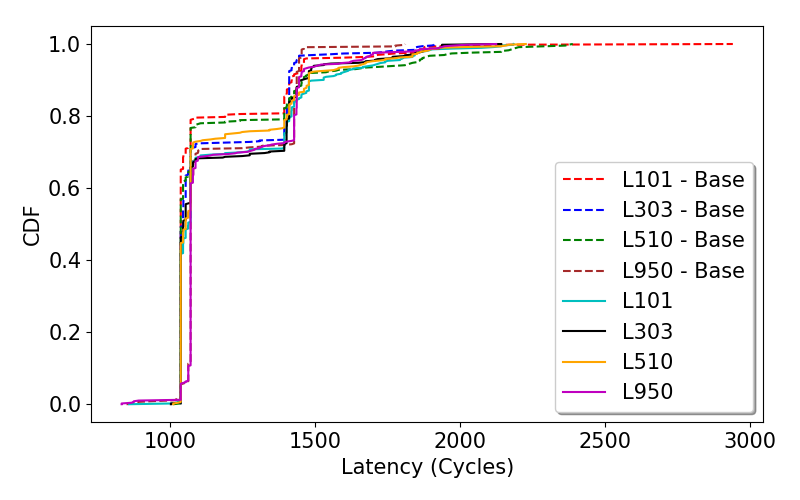 1.0
0.8
0.6
0.4
0.2
0.0
CDF
1000
1500
2000
2500
3000
Latency (Cycles)
L101 - Base
L303 - Base
L510 - Base
L950 - Base
L101
L303
L510
L950